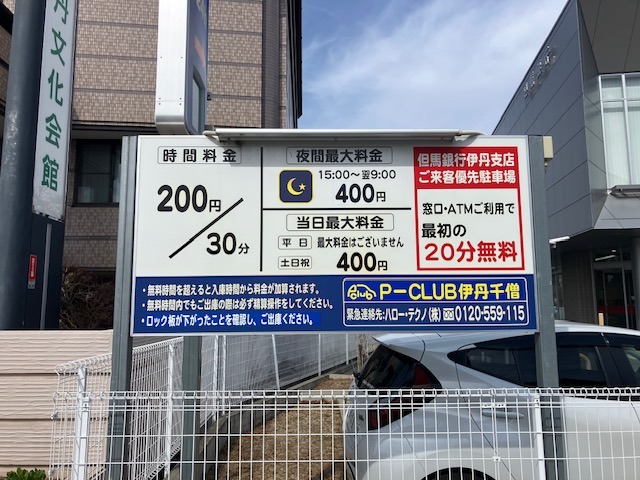 丹文化会館
時間料金
200円
30分
夜間最大料金
15:00～翌9:00
400円
当日最大料金
平日 最大料金はございません
土日祝 400円
但馬銀行伊丹支店
ご来客優先駐車場
窓口・ATMご利用で
最初の
20分無料
・無料時間を超えると入庫時間から料金が加算されます。
・無料時間内でもご出庫の際は必ず精算操作をしてください。
・ロック板が下がったことを確認し、ご出庫ください。
P-CLUB伊丹千僧
緊急連絡先:ハロー・テクノ(株) 0120-559-115